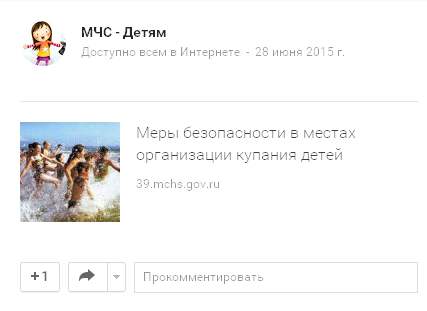 МЧС - Детям
Доступно всем в Интернете - 28 июня 2015 г.
Меры безопасности в местах
организации купания детей
39.mchs.gov.ru
+1
Прокомментировать